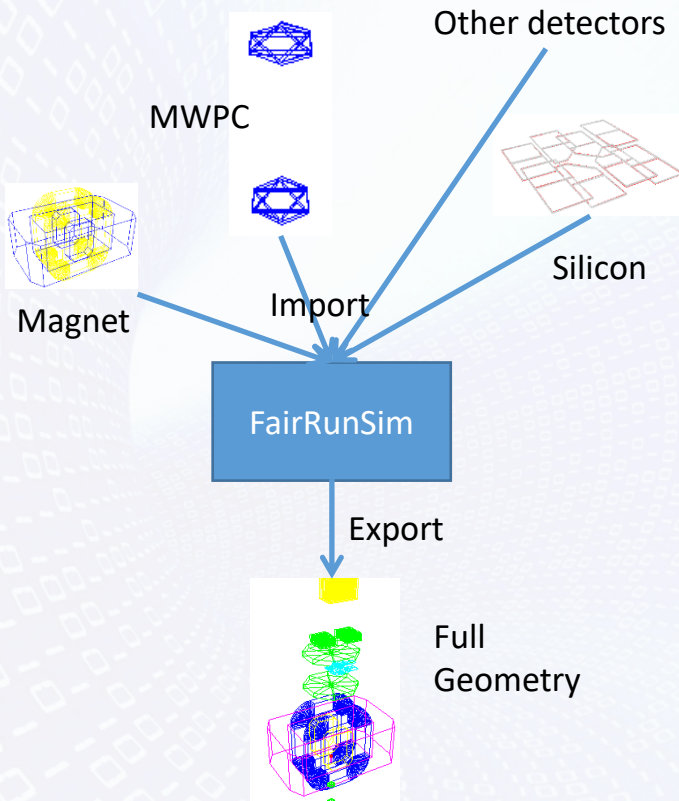 Other detectors
MWPC
Silicon
Magnet
Import
FairRunSim
Export
Full
Geometry